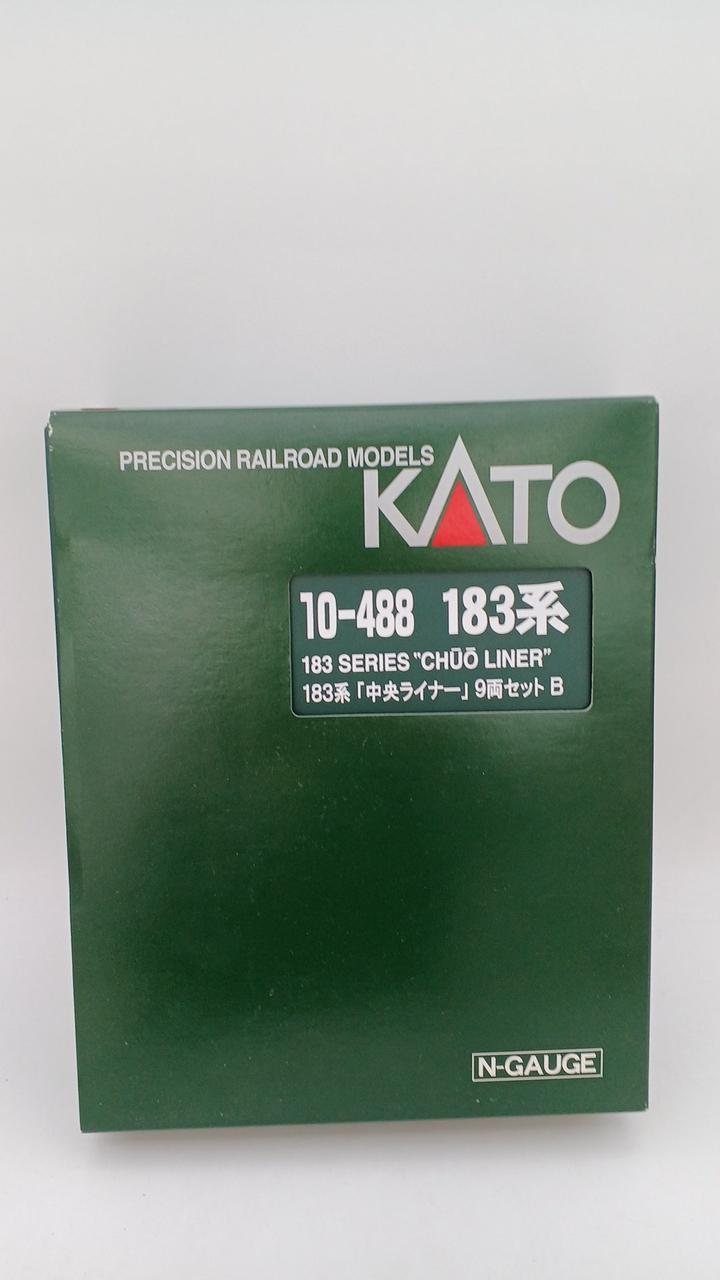 PRECISION RAILROAD MODELS
KATO
10-488 183系
183 SERIES "CHŪŌ LINER"
183系「中央ライナー」9両セット B
N-GAUGE